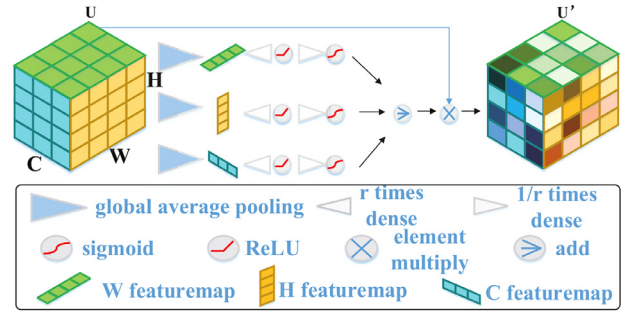 U
U'
H
C
W
global average pooling
r times
dense
1/r times
dense
sigmoid
ReLU
element
multiply
add
W featuremap
H featuremap
C featuremap